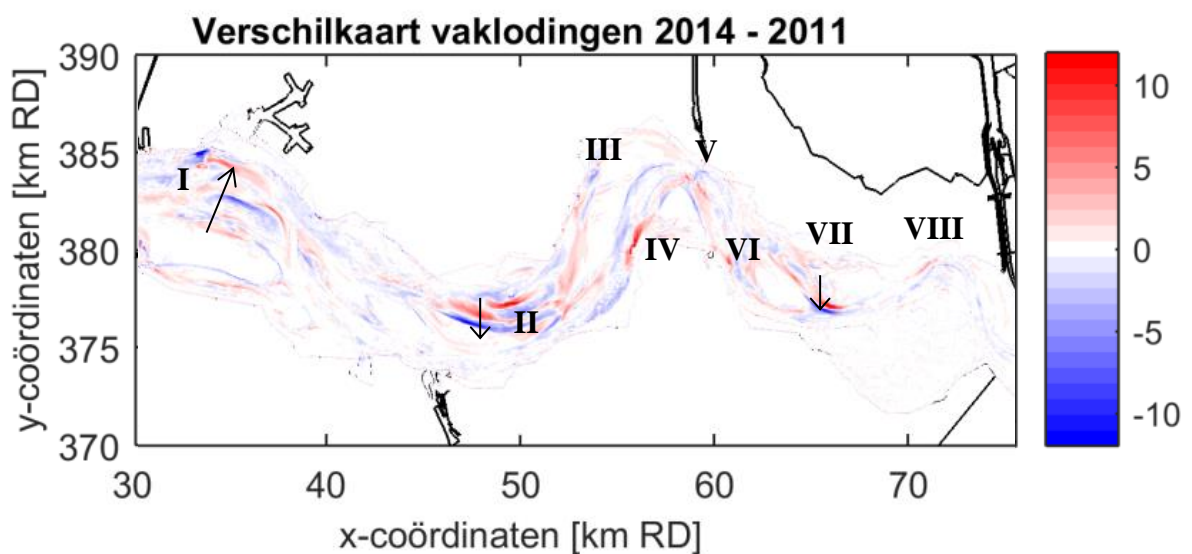 Verschilkaart vaklodingen 2014 - 2011
y-coördinaten [km RD]
390
385
380
375
370
I
II
III
IV
V
VI
VII
VIII
30
40
50
60
70
x-coördinaten [km RD]
10
5
0
-5
-10